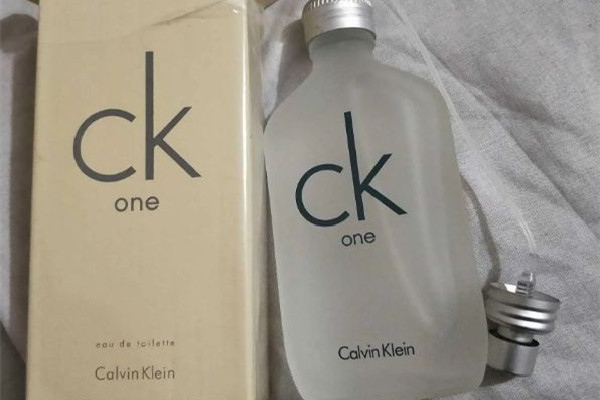 ck
one
eau de toilette
Calvin Klein
ck
one
Calvin Klein